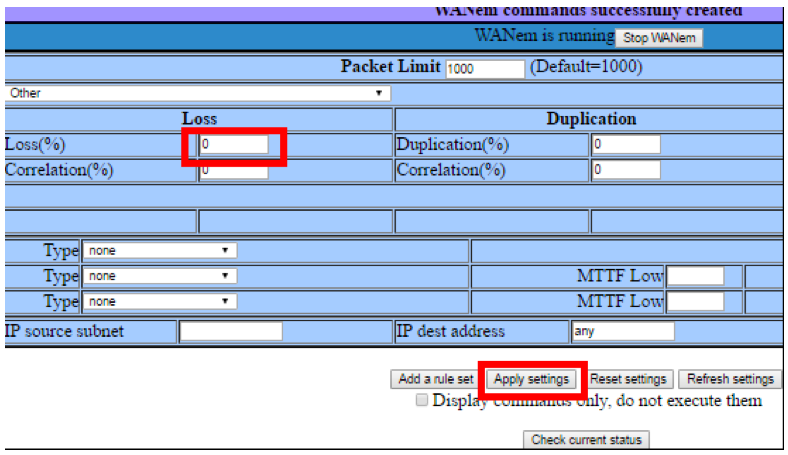 WANem commands successfully created
WANem is running Stop WANem
Packet Limit 1000 (Default=1000)
Other
Loss Duplication
Loss(%) 0 Duplication(%) 0
Correlation(%) 0 Correlation(%) 0
Type none
Type none MTTF Low
Type none MTTF Low
IP source subnet IP dest address any
Add a rule set Apply settings Reset settings Refresh settings
Display commands only, do not execute them
Check current status